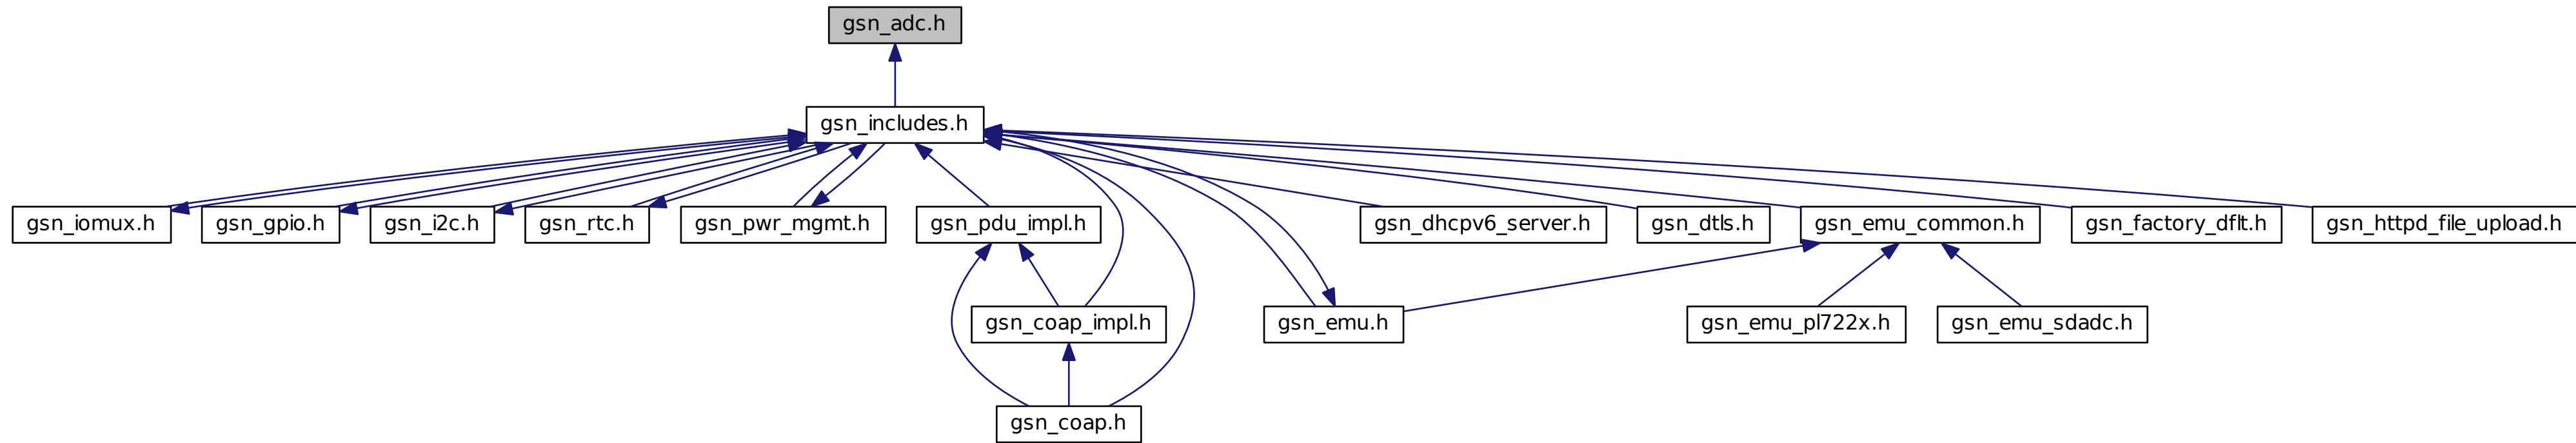 gsn_adc.h
gsn_includes.h
gsn_iomux.h
gsn_gpio.h
gsn_i2c.h
gsn_rtc.h
gsn_pwr_mgmt.h
gsn_pdu_impl.h
gsn_dhcpv6_server.h
gsn_dtls.h
gsn_emu_common.h
gsn_factory_dflt.h
gsn_httpd_file_upload.h
gsn_coap_impl.h
gsn_emu.h
gsn_emu_pl722x.h
gsn_emu_sdadc.h
gsn_coap.h